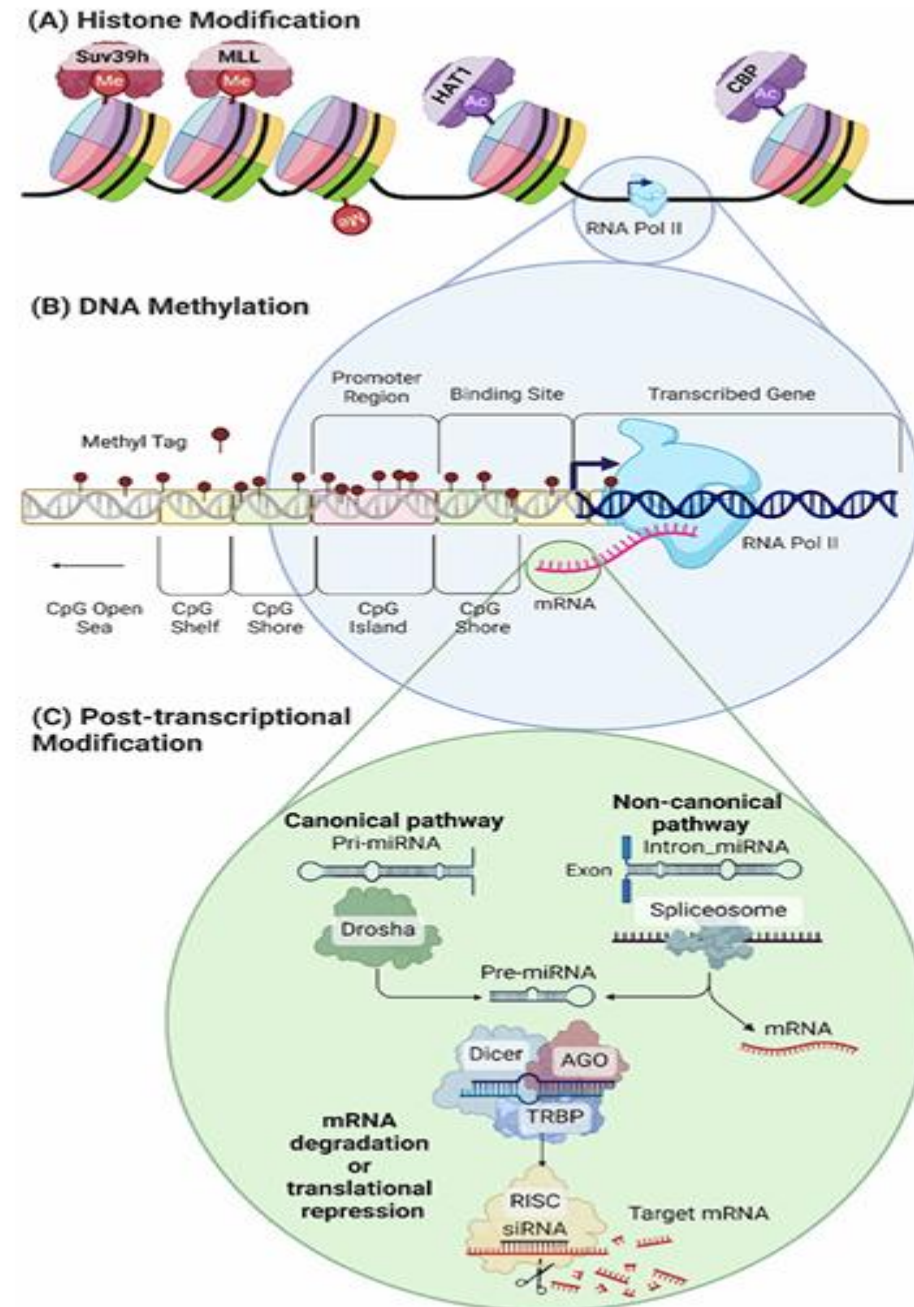 (A) Histone Modification
Suv39h
MLL
Me
Me
HAT1
Ac
CBP
Ac
Me
RNA Pol II
(B) DNA Methylation
Promoter
Region
Binding Site
Transcribed Gene
Methyl Tag
RNA Pol II
mRNA
CpG Open
Sea
CpG
Shelf
CpG
Shore
CpG
Island
CpG
Shore
(C) Post-transcriptional
Modification
Canonical pathway
Pri-miRNA
Non-canonical
pathway
Intron_miRNA
Exon
Drosha
Spliceosome
Pre-miRNA
mRNA
Dicer
AGO
TRBP
mRNA
degradation
or
translational
repression
RISC
siRNA
Target mRNA